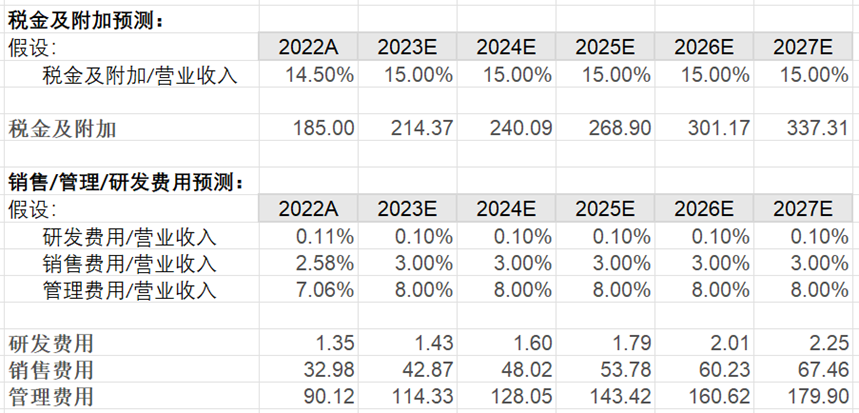 税金及附加预测：
假设： 2022A 2023E 2024E 2025E 2026E 2027E
税金及附加/营业收入 14.50% 15.00% 15.00% 15.00% 15.00% 15.00%
税金及附加 185.00 214.37 240.09 268.90 301.17 337.31
销售/管理/研发费用预测：
假设： 2022A 2023E 2024E 2025E 2026E 2027E
研发费用/营业收入 0.11% 0.10% 0.10% 0.10% 0.10% 0.10%
销售费用/营业收入 2.58% 3.00% 3.00% 3.00% 3.00% 3.00%
管理费用/营业收入 7.06% 8.00% 8.00% 8.00% 8.00% 8.00%
研发费用 1.35 1.43 1.60 1.79 2.01 2.25
销售费用 32.98 42.87 48.02 53.78 60.23 67.46
管理费用 90.12 114.33 128.05 143.42 160.62 179.90